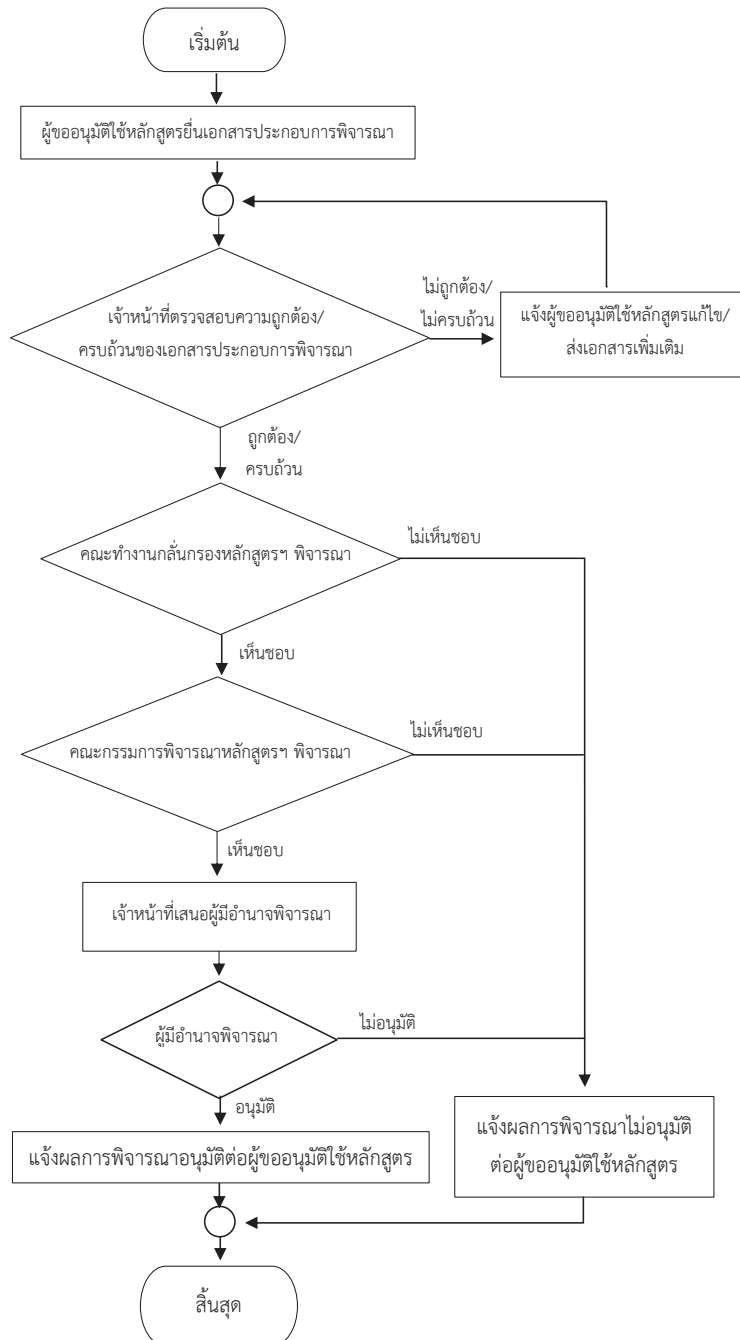 เริ่มต้น
ผู้ขออนุมัติใช้หลักสูตรยื่นเอกสารประกอบการพิจารณา
เจ้าหน้าที่ตรวจสอบความถูกต้อง/
ครบถ้วนของเอกสารประกอบการพิจารณา
ไม่ถูกต้อง/
ไม่ครบถ้วน
แจ้งผู้ขออนุมัติใช้หลักสูตรแก้ไข/
ส่งเอกสารเพิ่มเติม
ถูกต้อง/
ครบถ้วน
คณะทำงานกลั่นกรองหลักสูตรฯ พิจารณา
ไม่เห็นชอบ
เห็นชอบ
คณะกรรมการพิจารณาหลักสูตรฯ พิจารณา
ไม่เห็นชอบ
เห็นชอบ
เจ้าหน้าที่เสนอผู้มีอำนาจพิจารณา
ผู้มีอำนาจพิจารณา
ไม่อนุมัติ
อนุมัติ
แจ้งผลการพิจารณาอนุมัติต่อผู้ขออนุมัติใช้หลักสูตร
แจ้งผลการพิจารณาไม่อนุมัติ
ต่อผู้ขออนุมัติใช้หลักสูตร
สิ้นสุด